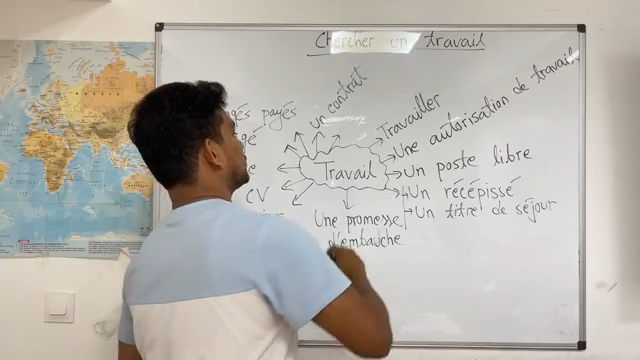 Chercher un travail
un contrat
payés
Travailler
Une autorisation de travail
Travail
Un poste libre
CV
Un récépissé
Un titre de séjour
Une promesse
d'embauche